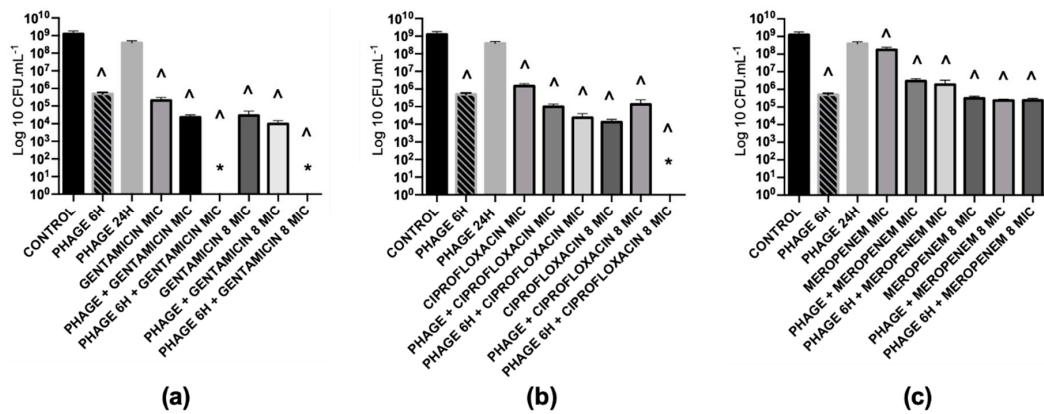 Log 10 CFU.mL-1
10¹⁰
10⁹
10⁸
10⁷
10⁶
10⁵
10⁴
10³
10²
10¹
10⁰
^
^
^
^
^
^
^
*
*
CONTROL
PHAGE 6H
PHAGE 24H
GENTAMICIN MIC
PHAGE + GENTAMICIN MIC
PHAGE 6H + GENTAMICIN MIC
GENTAMICIN 8 MIC
PHAGE + GENTAMICIN 8 MIC
PHAGE 6H + GENTAMICIN 8 MIC
(a)
Log 10 CFU.mL-1
10¹⁰
10⁹
10⁸
10⁷
10⁶
10⁵
10⁴
10³
10²
10¹
10⁰
^
^
^
^
^
^
^
*
CONTROL
PHAGE 6H
PHAGE 24H
CIPROFLOXACIN MIC
PHAGE + CIPROFLOXACIN MIC
PHAGE 6H + CIPROFLOXACIN MIC
CIPROFLOXACIN 8 MIC
PHAGE + CIPROFLOXACIN 8 MIC
PHAGE 6H + CIPROFLOXACIN 8 MIC
(b)
Log 10 CFU.mL-1
10¹⁰
10⁹
10⁸
10⁷
10⁶
10⁵
10⁴
10³
10²
10¹
10⁰
^
^
^
^
^
^
^
CONTROL
PHAGE 6H
PHAGE 24H
MEROPENEM MIC
PHAGE + MEROPENEM MIC
PHAGE 6H + MEROPENEM MIC
MEROPENEM 8 MIC
PHAGE + MEROPENEM 8 MIC
PHAGE 6H + MEROPENEM 8 MIC
(c)